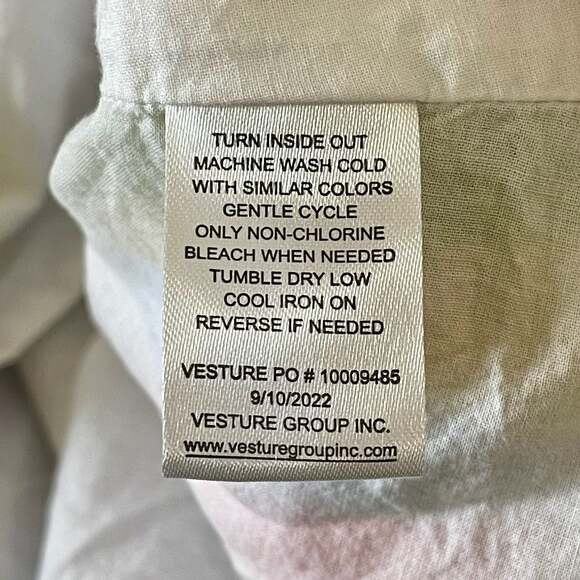 TURN INSIDE OUT
MACHINE WASH COLD
WITH SIMILAR COLORS
GENTLE CYCLE
ONLY NON-CHLORINE
BLEACH WHEN NEEDED
TUMBLE DRY LOW
COOL IRON ON
REVERSE IF NEEDED
VESTURE PO # 10009485
9/10/2022
VESTURE GROUP INC.
www.vesturegroupinc.com